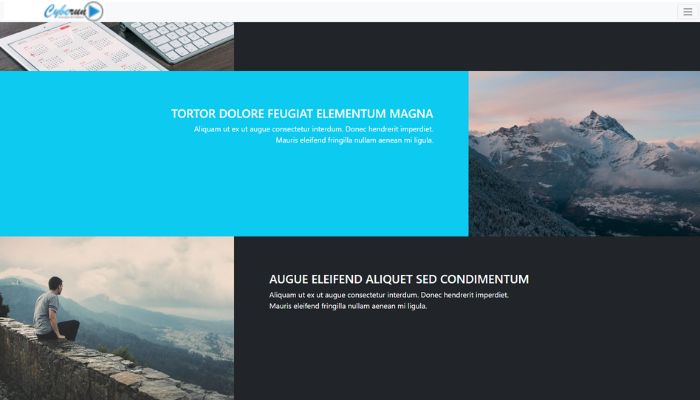 Cyberun
TORTOR DOLORE FEUGIAT ELEMENTUM MAGNA
Aliquam ut ex ut augue consectetur interdum. Donec hendrerit imperdiet.
Mauris eleifend fringilla nullam aenean mi ligula.
AUGUE ELEIFEND ALIQUET SED CONDIMENTUM
Aliquam ut ex ut augue consectetur interdum. Donec hendrerit imperdiet.
Mauris eleifend fringilla nullam aenean mi ligula.